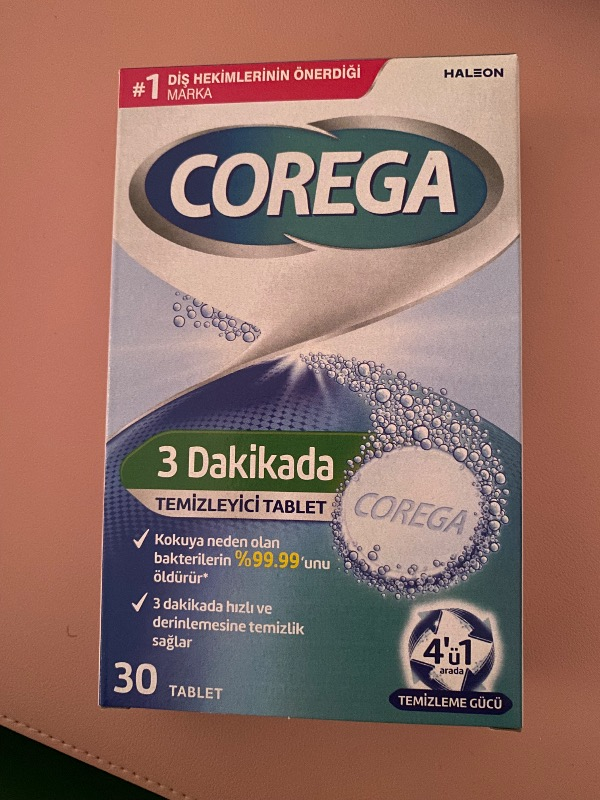 #1 DİŞ HEKİMLERİNİN ÖNERDİĞİ
MARKA
HALEON
COREGA
3 Dakikada
TEMİZLEYİCİ TABLET
COREGA
Kokuya neden olan
bakterilerin %99.99'unu
öldürür*
3 dakikada hızlı ve
derinlemesine temizlik
sağlar
4'ü1
arada
TEMİZLEME GÜCÜ
30 TABLET